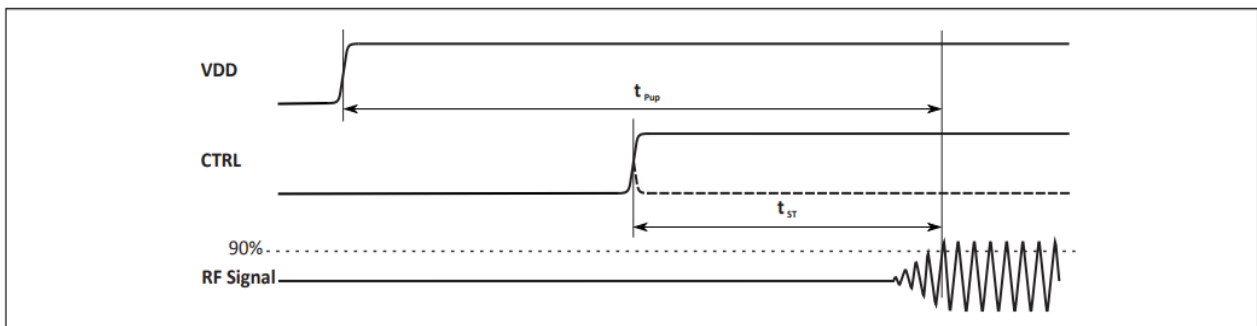 VDD
t Pup
CTRL
t ST
90%
RF Signal